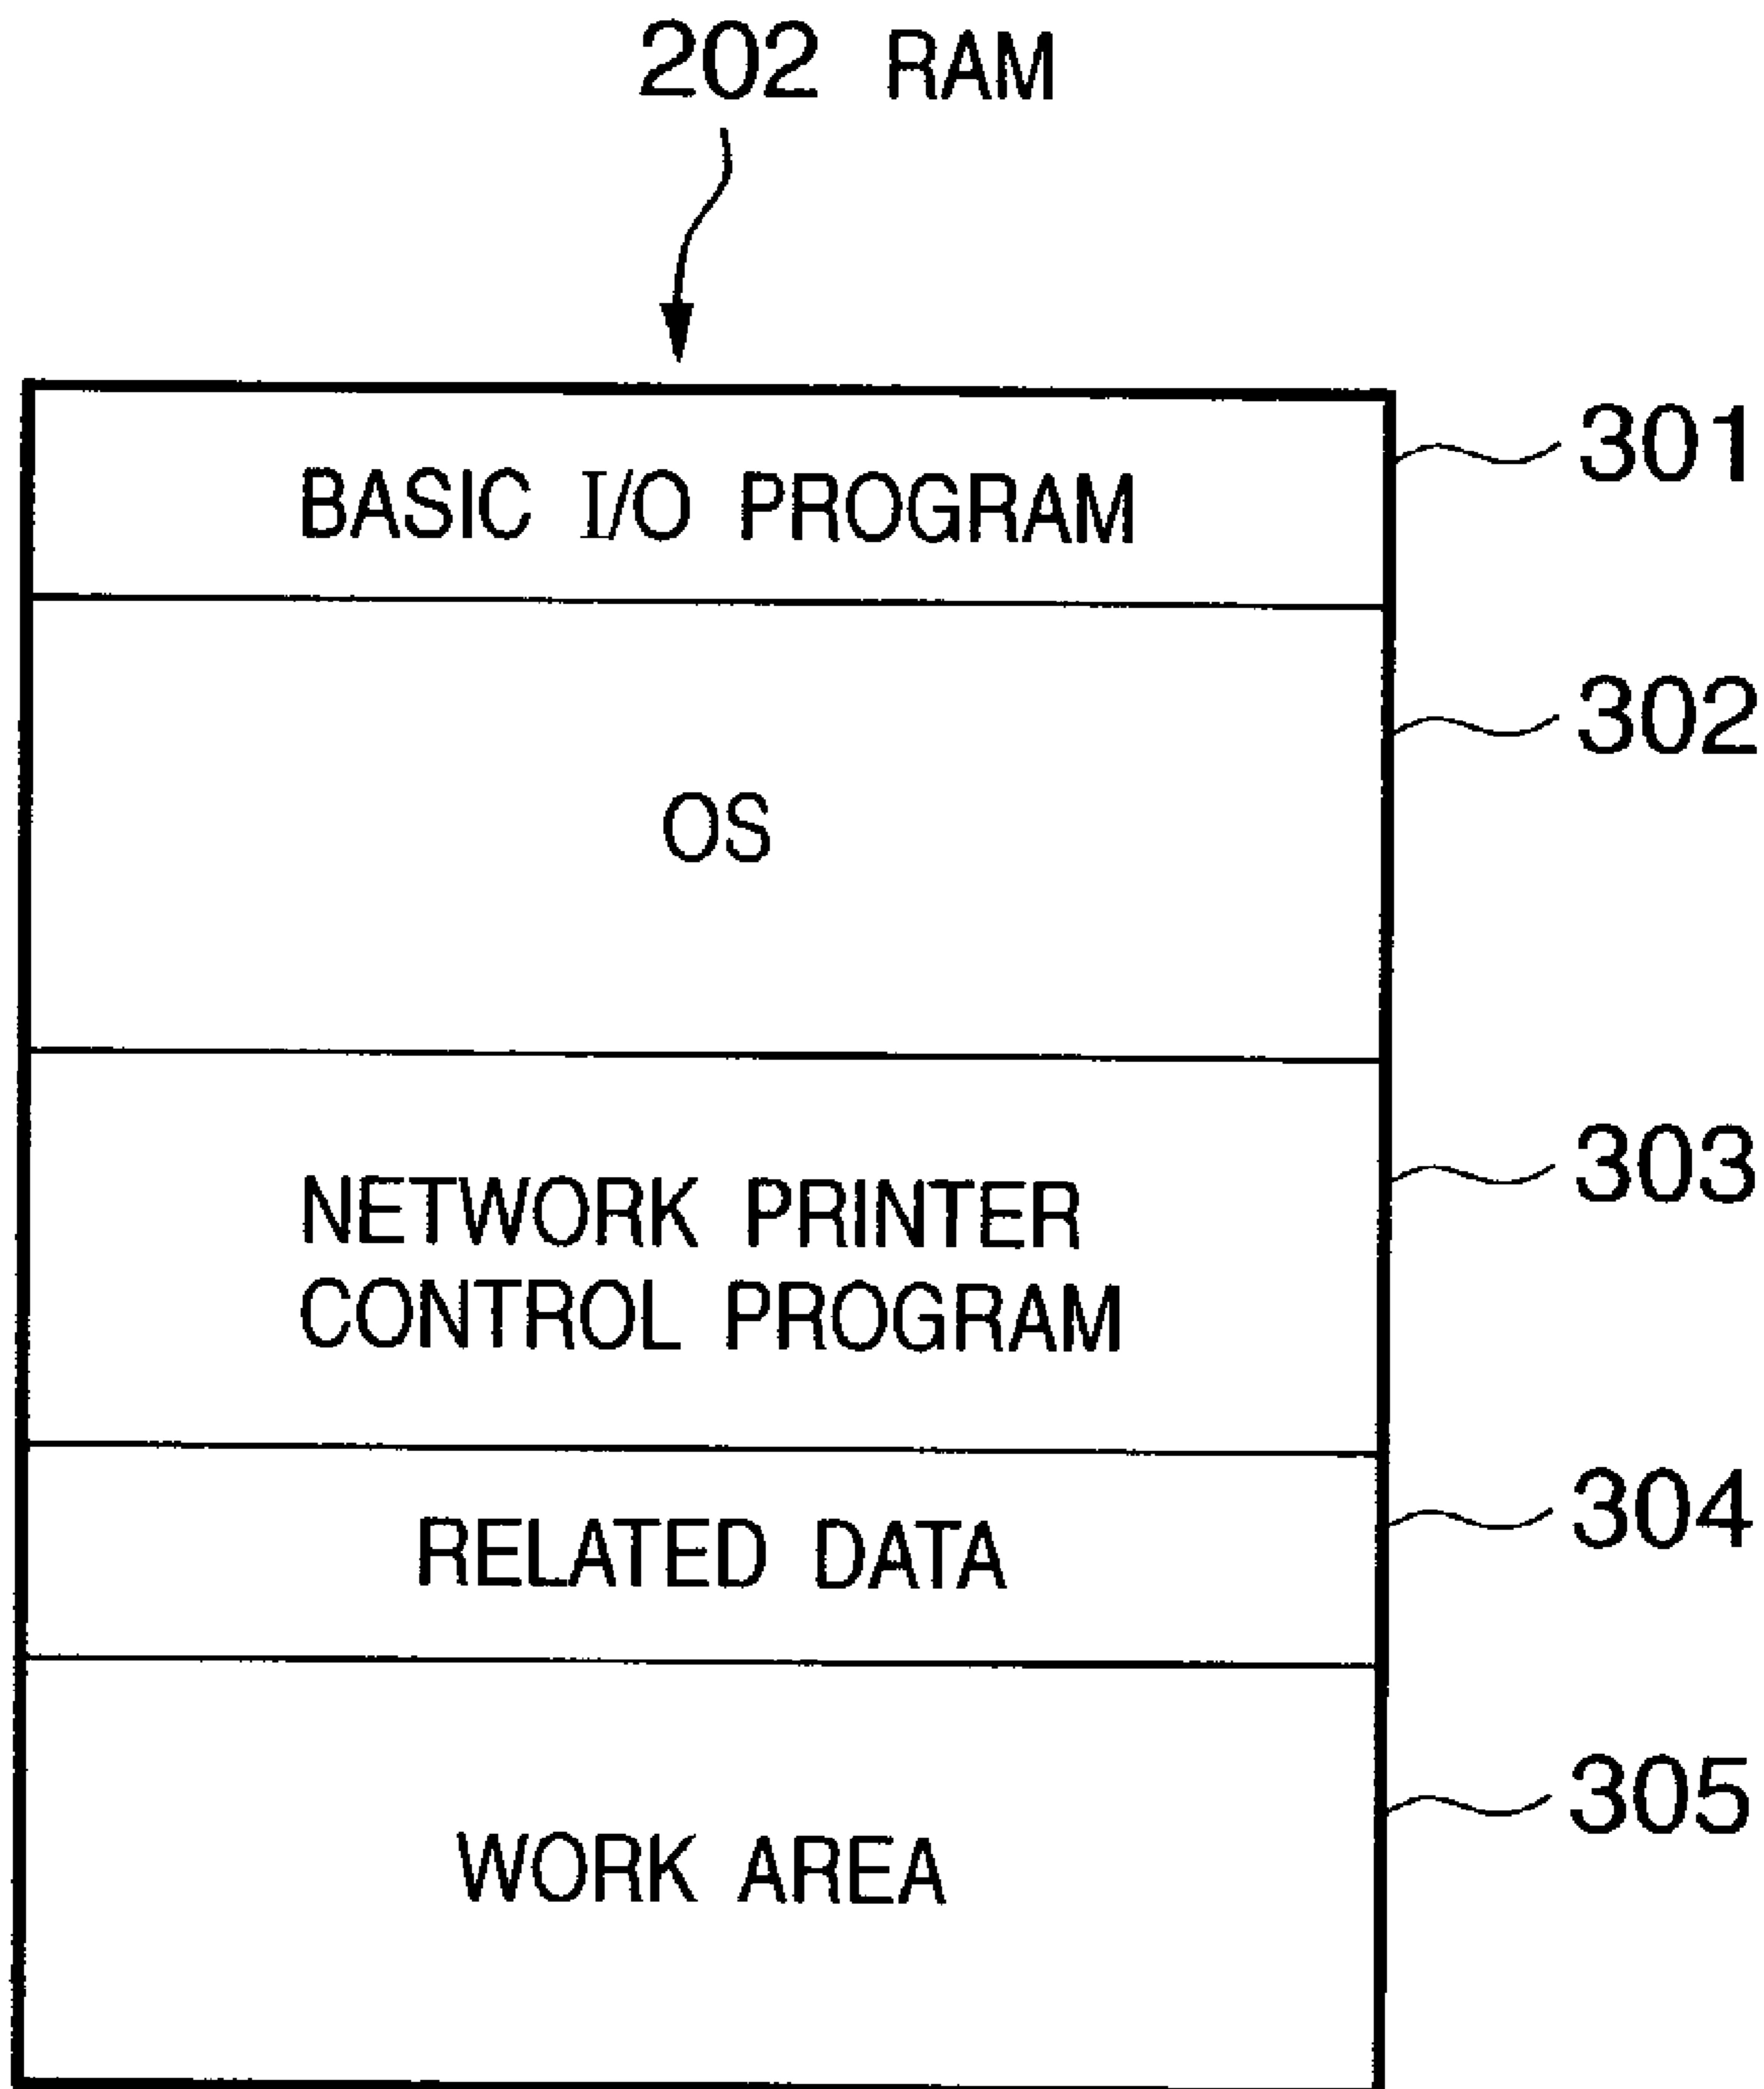 202 RAM
BASIC I/O PROGRAM
301
OS
302
NETWORK PRINTER
CONTROL PROGRAM
303
RELATED DATA
304
WORK AREA
305